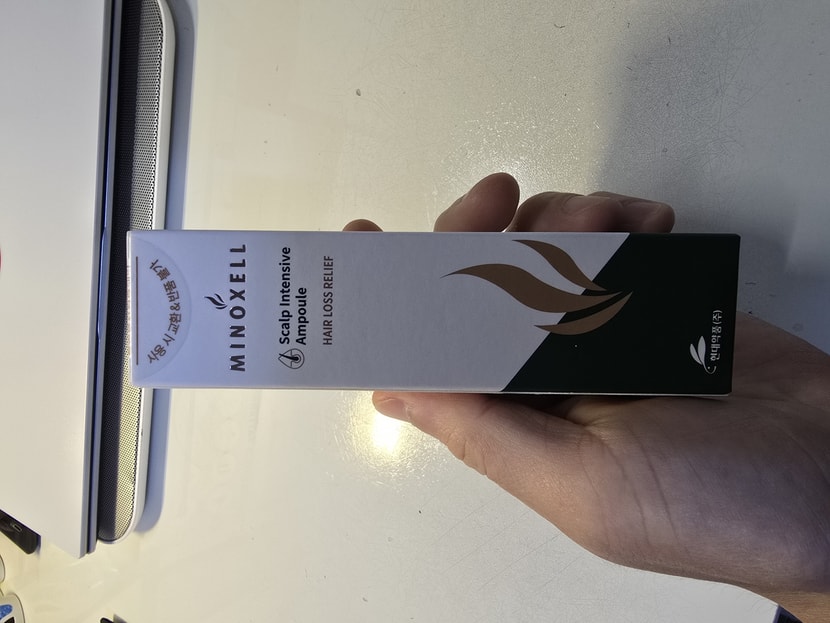 사용 시 교환&반품 불가
MINOXELL
Scalp Intensive
Ampoule
HAIR LOSS RELIEF
현대약품(주)